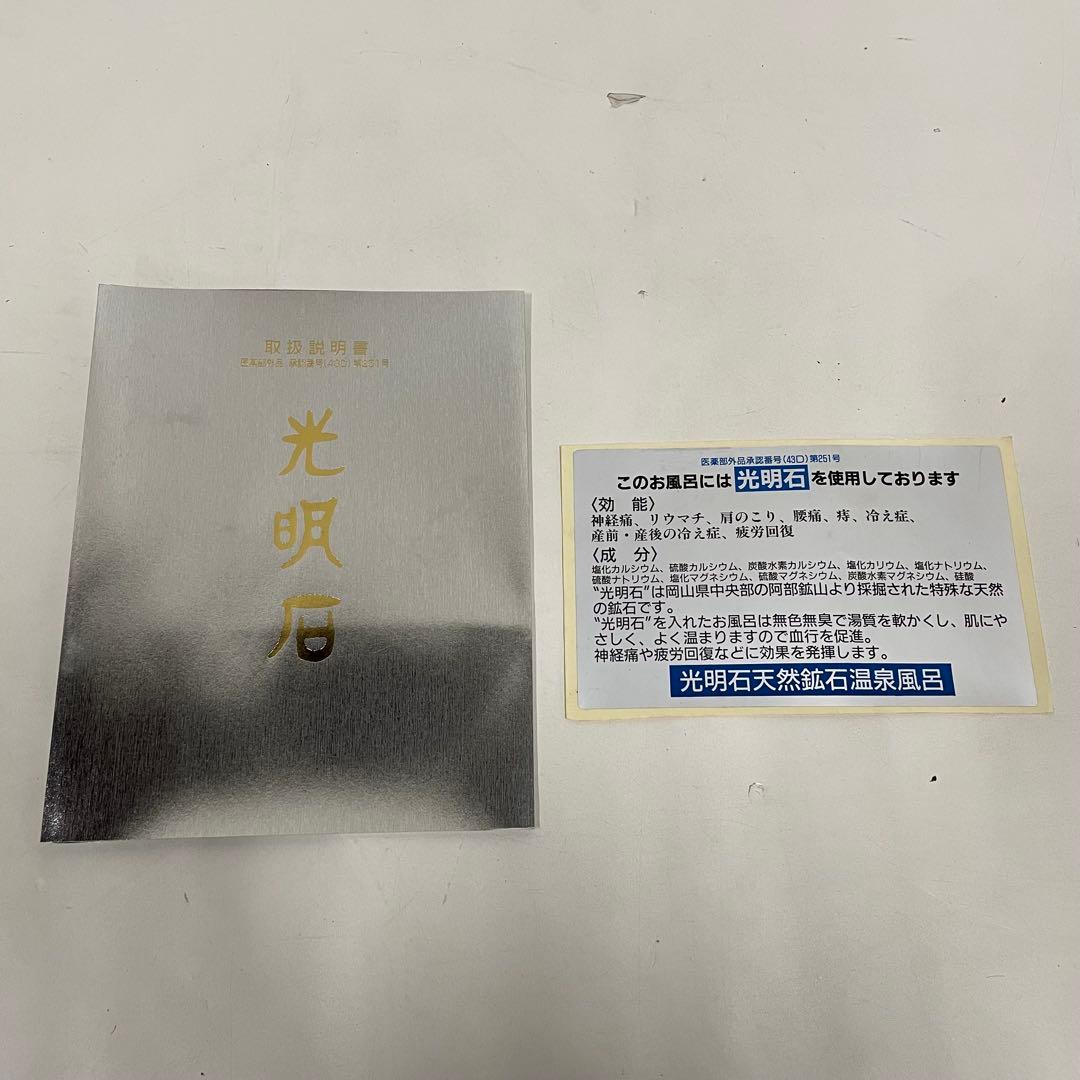 取扱説明書
医薬部外品 承認番号(43D)第251号
光明石
医薬部外品承認番号(43D)第251号
このお風呂には光明石を使用しております
〈効 能〉
神経痛、リウマチ、肩のこり、腰痛、痔、冷え症、
産前・産後の冷え症、疲労回復
〈成 分〉
塩化カルシウム、硫酸カルシウム、炭酸水素カルシウム、塩化カリウム、塩化ナトリウム、
硫酸ナトリウム、塩化マグネシウム、硫酸マグネシウム、炭酸水素マグネシウム、硅酸
"光明石"は岡山県中央部の阿部鉱山より採掘された特殊な天然
の鉱石です。
"光明石"を入れたお風呂は無色無臭で湯質を軟かくし、肌にや
さしく、よく温まりますので血行を促進。
神経痛や疲労回復などに効果を発揮します。
光明石天然鉱石温泉風呂